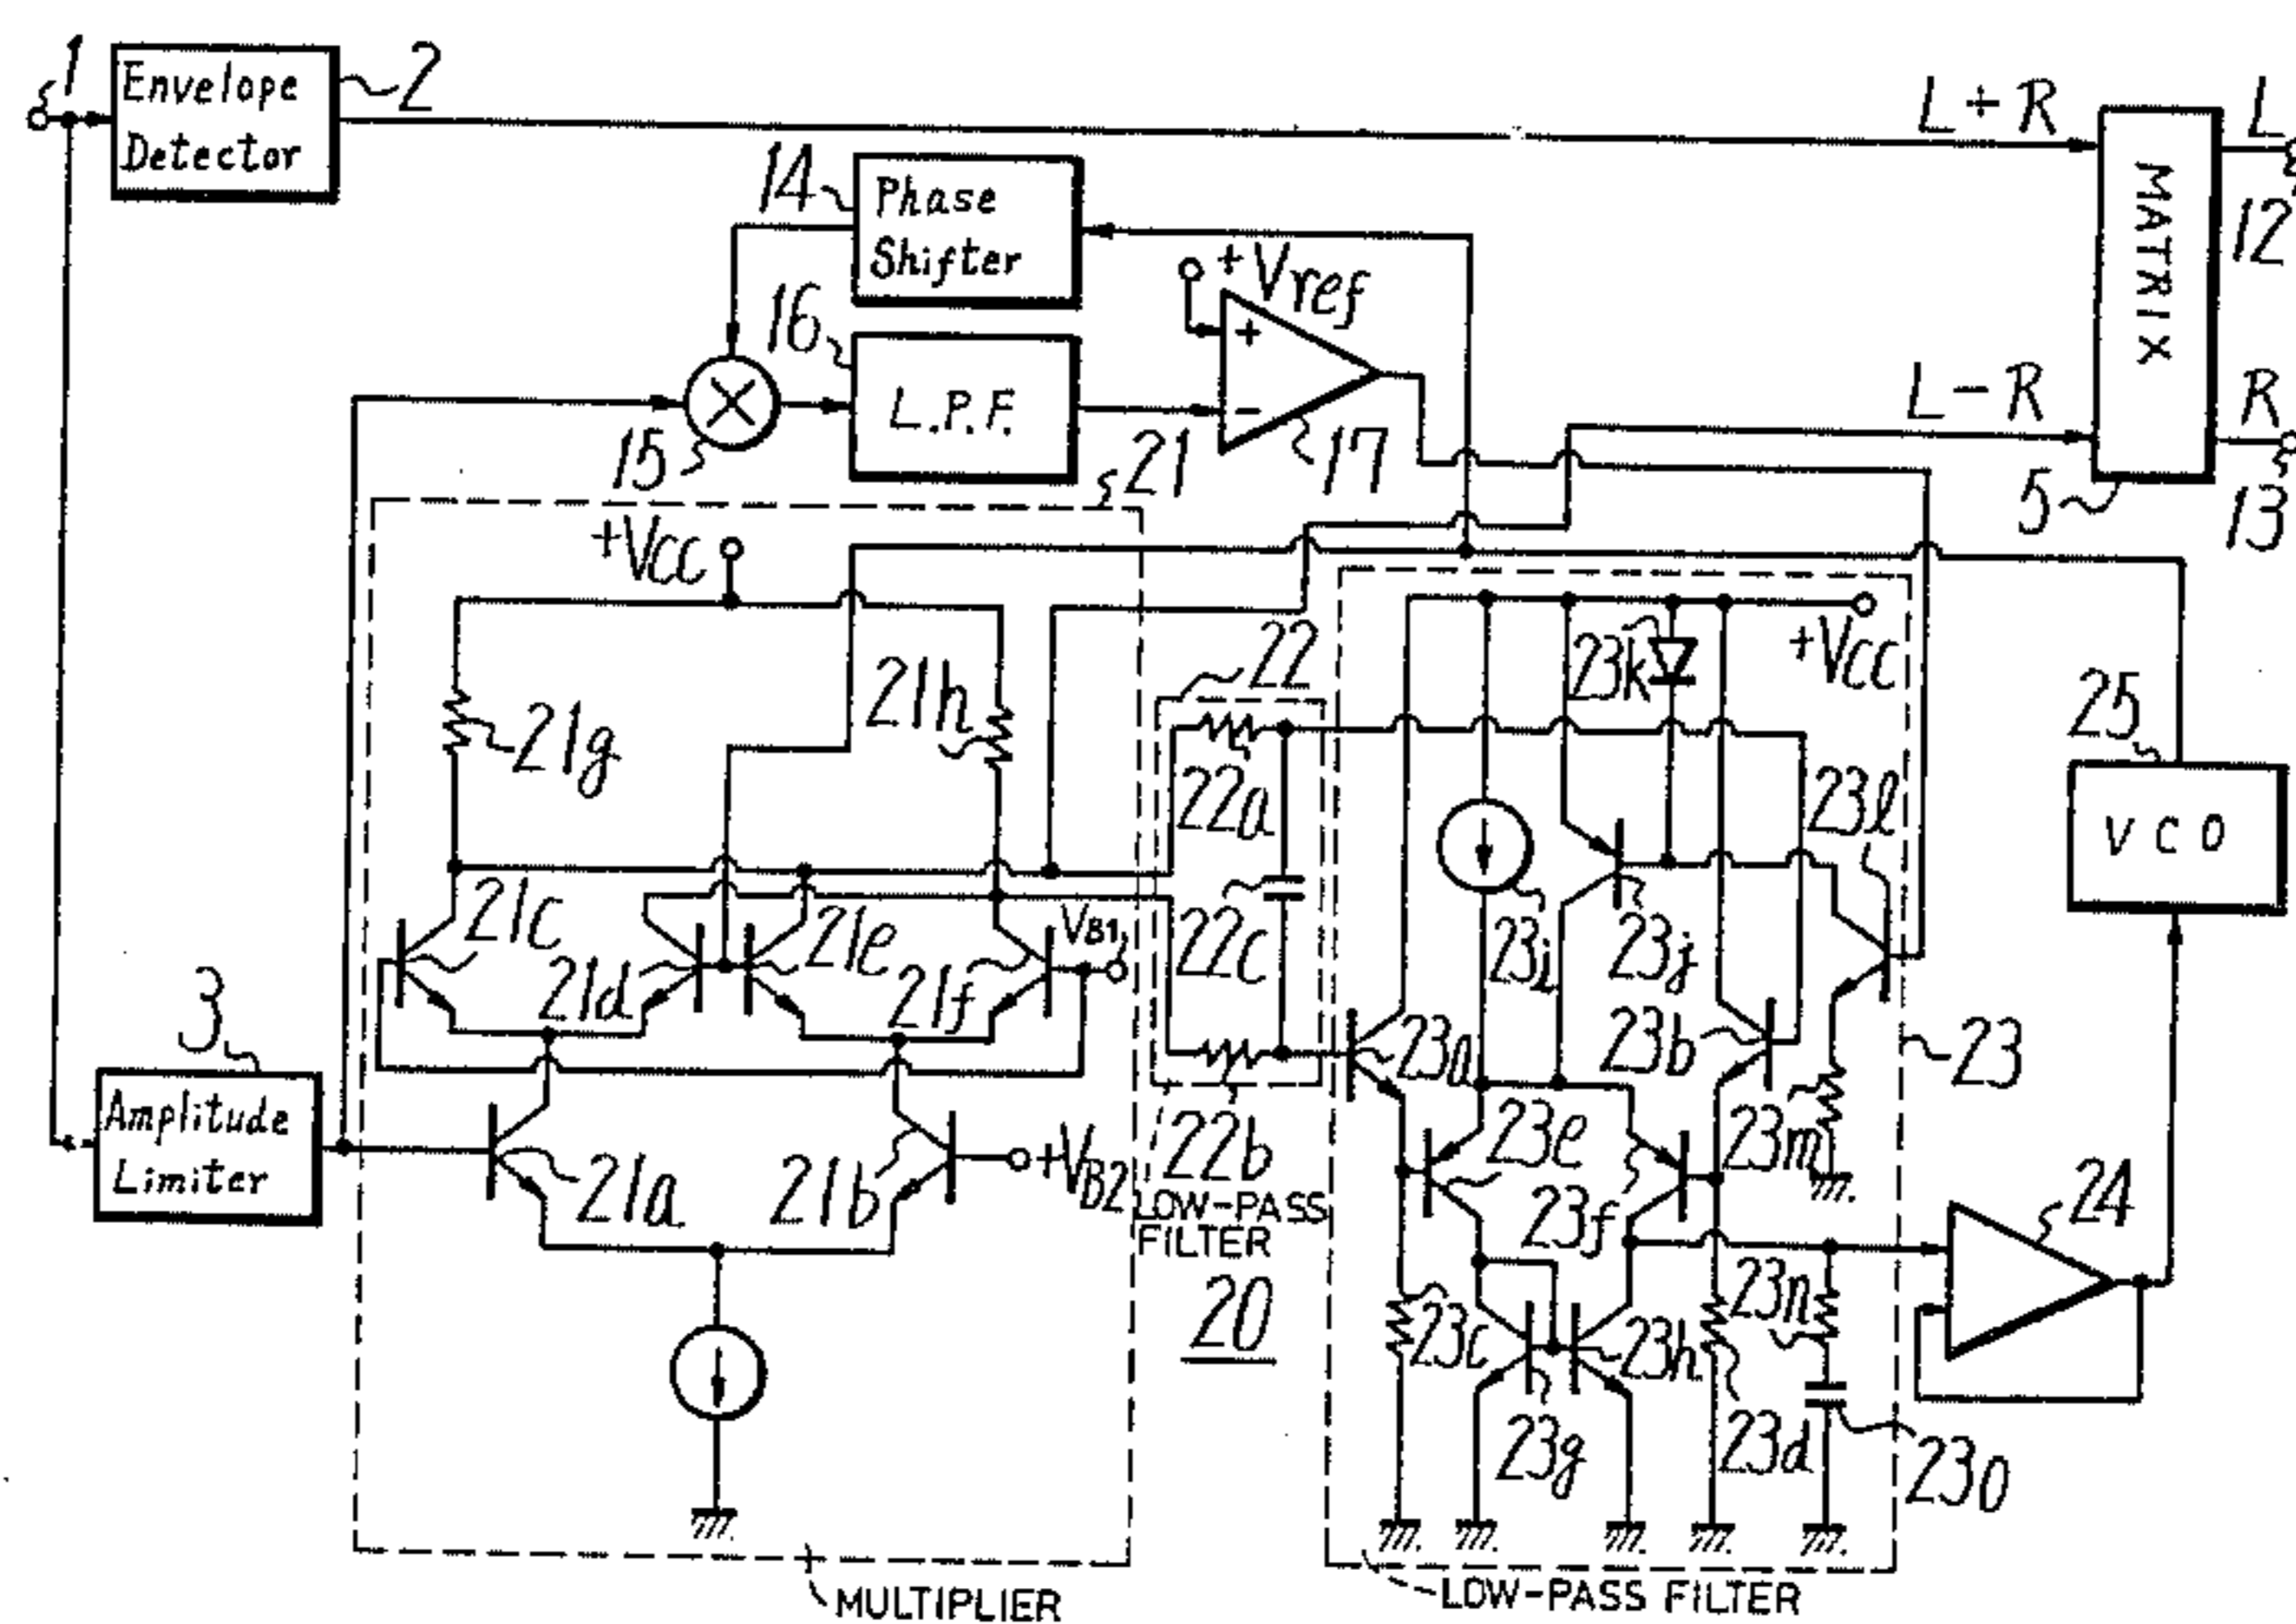 1
Envelope
Detector
2
L+R
L
MATRIX
12
14
Phase
Shifter
+Vref
16
+
15
L.P.F.
−
17
L−R
R
5
13
21
+Vcc
22
23k
+Vcc
25
21g
21h
22a
23l
VCO
21c
21d
21e
21f
VB1
22c
23i
23j
3
Amplitude
Limiter
23a
23b
23
21a
21b
+VB2
22b
LOW-PASS
FILTER
23e
23m
23f
24
20
23c
23h
23n
23g
23d
23o
MULTIPLIER
LOW-PASS FILTER